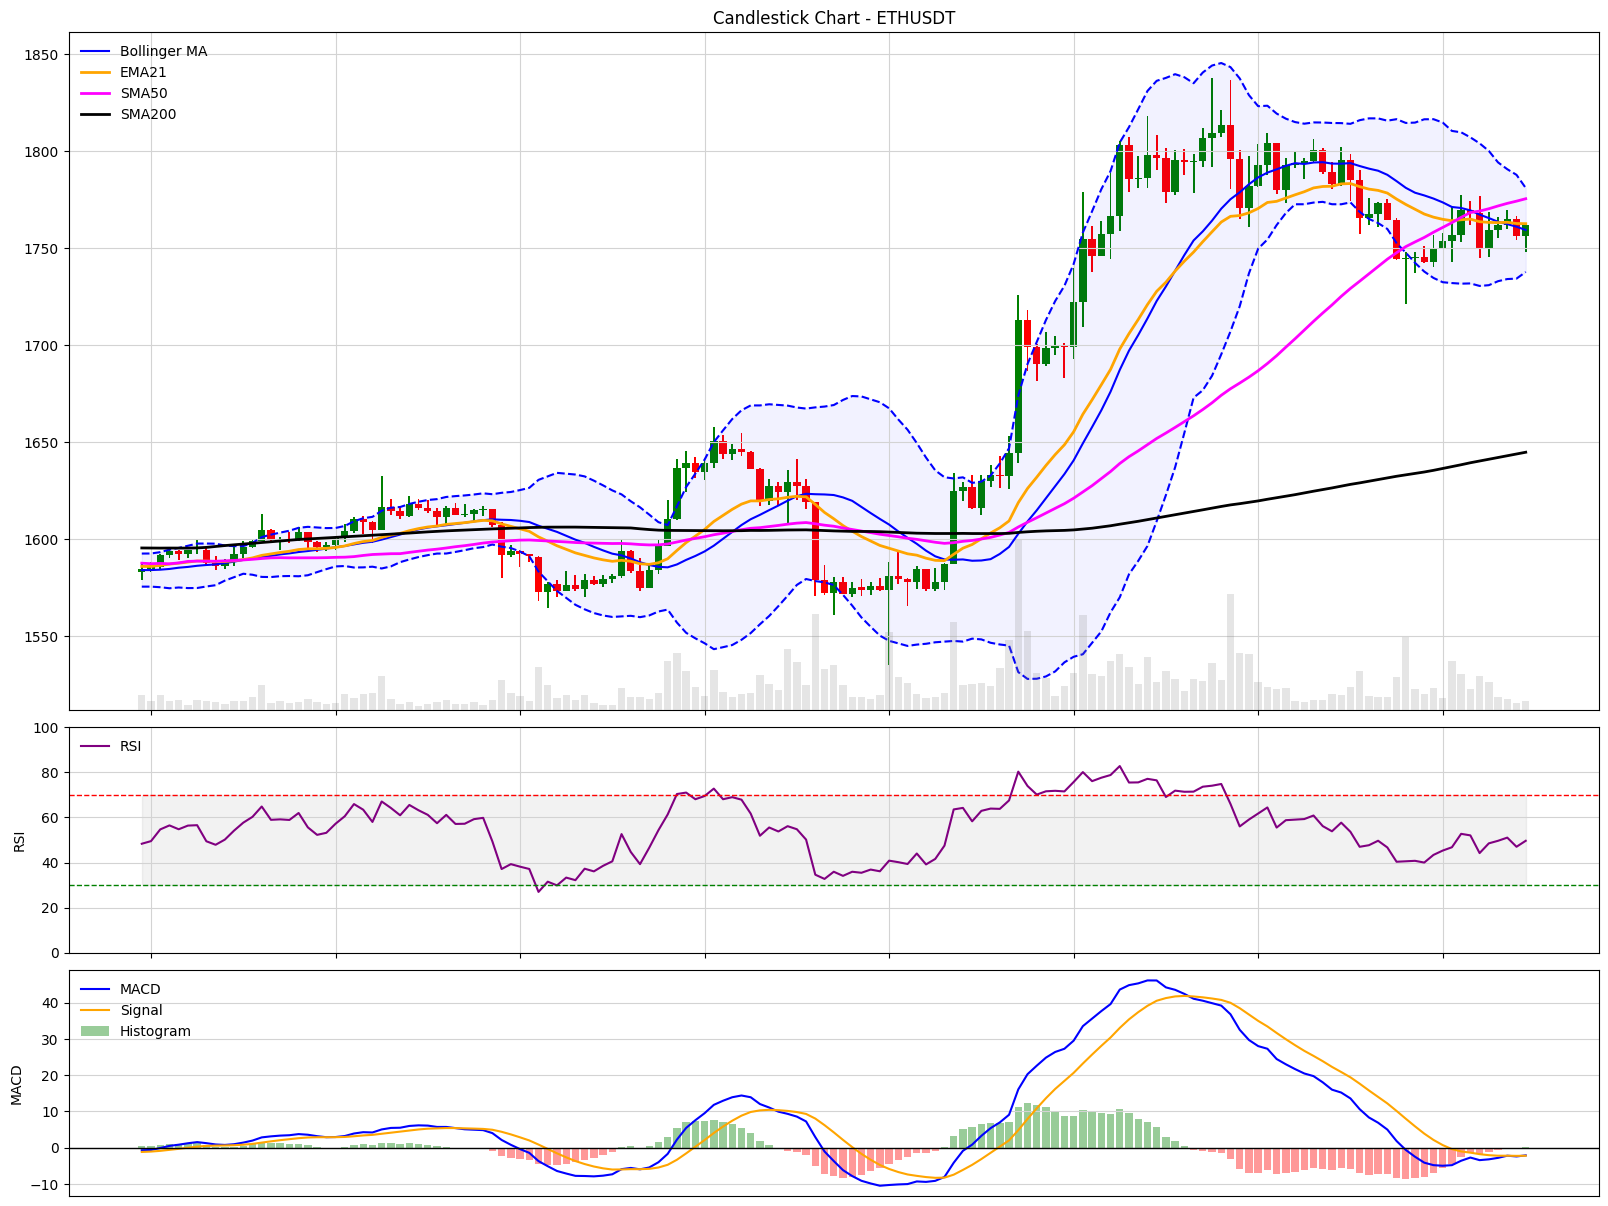 Candlestick Chart - ETHUSDT
Bollinger MA
EMA21
SMA50
SMA200
1850
1800
1750
1700
1650
1600
1550
RSI
100
80
60
40
20
0
RSI
MACD
Signal
Histogram
40
30
20
10
0
−10
MACD